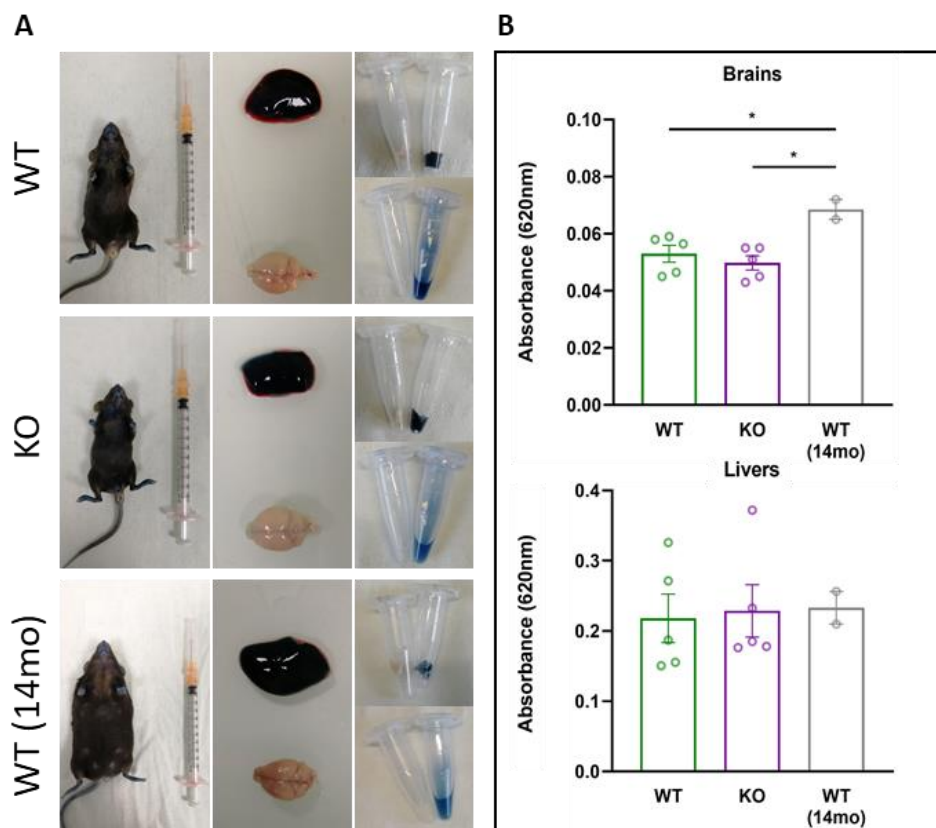 A
B
WT
KO
WT (14mo)
Brains
Absorbance (620nm)
0.10
0.08
0.06
0.04
0.02
0.00
*
*
WT
KO
WT
(14mo)
Livers
Absorbance (620nm)
0.4
0.3
0.2
0.1
0.0
WT
KO
WT
(14mo)